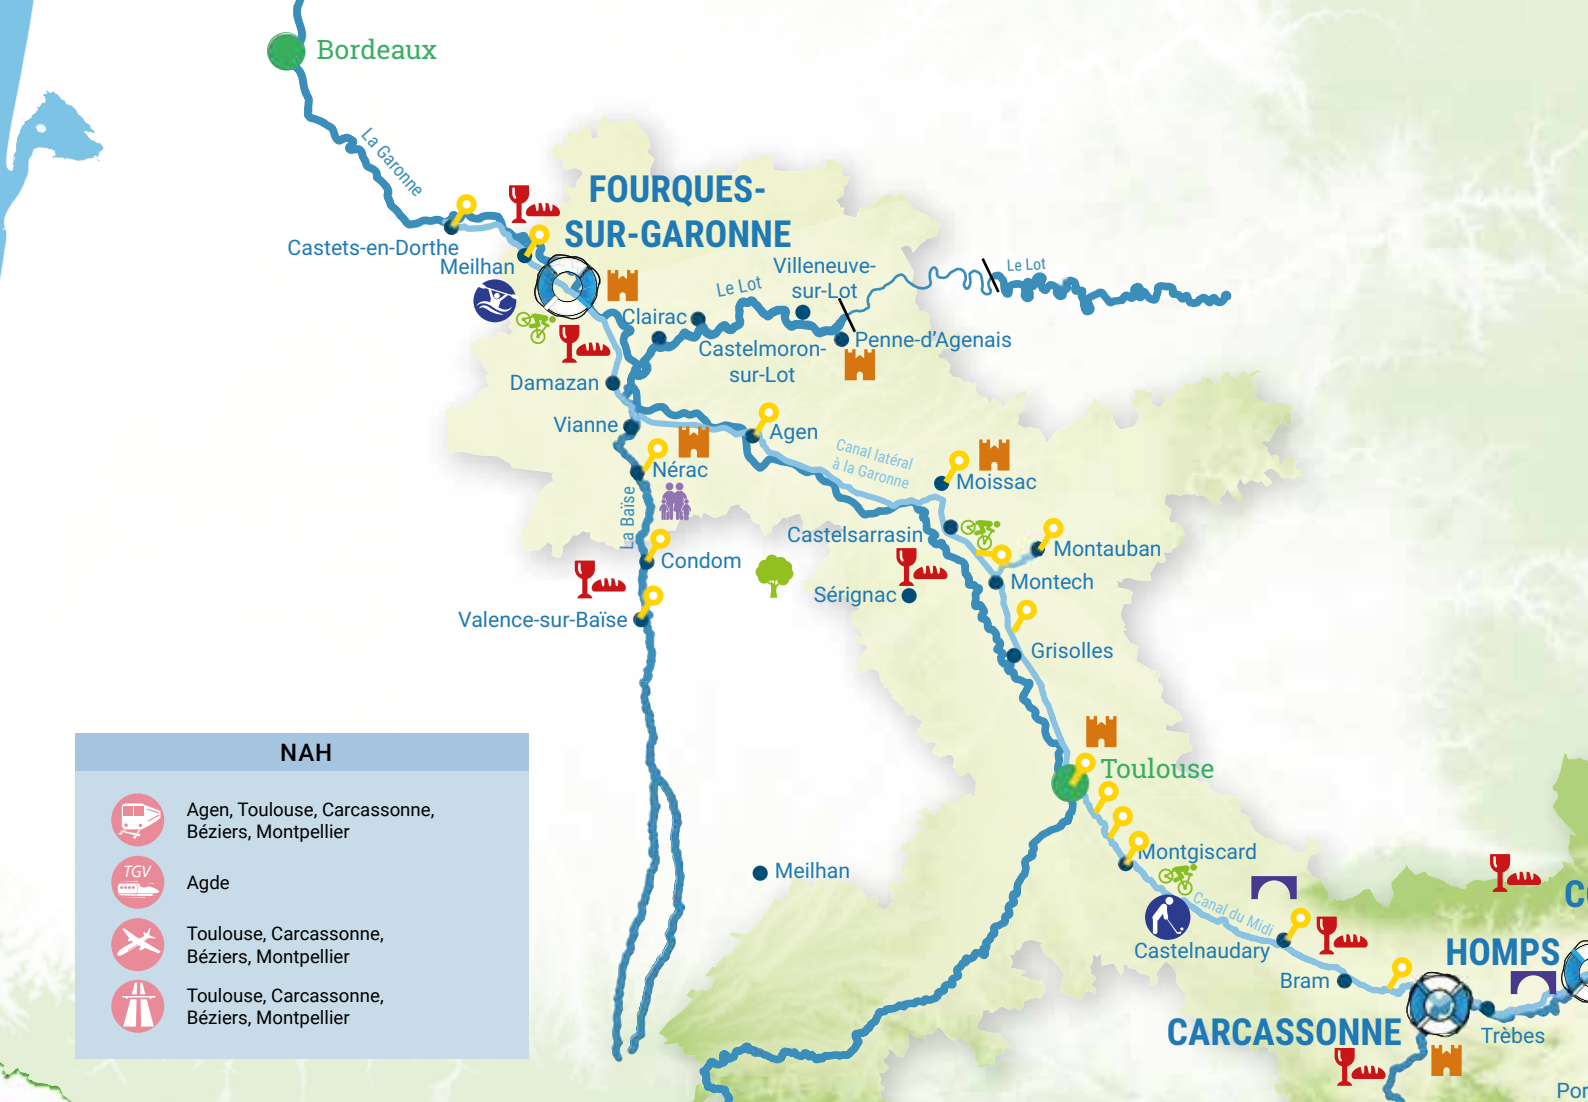 Bordeaux
La Garonne
FOURQUES-
SUR-GARONNE
Castets-en-Dorthe
Meilhan
Villeneuve-
sur-Lot
Le Lot
Le Lot
Clairac
Penne-d'Agenais
Castelmoron-
sur-Lot
Damazan
Vianne
Agen
Canal latéral
à la Garonne
Nérac
Moissac
La Baïse
Castelsarrasin
Montauban
Condom
Montech
Sérignac
Valence-sur-Baïse
Grisolles
Toulouse
NAH
Agen, Toulouse, Carcassonne,
Béziers, Montpellier
TGV
Agde
Toulouse, Carcassonne,
Béziers, Montpellier
Toulouse, Carcassonne,
Béziers, Montpellier
Meilhan
Montgiscard
Canal du Midi
Castelnaudary
HOMPS
Bram
CARCASSONNE
Trèbes
Por